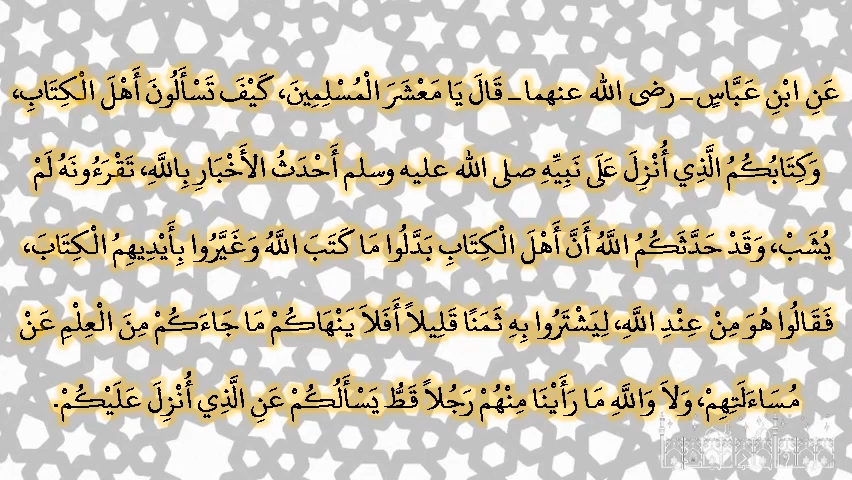 عَنِ ابْنِ عَبَّاسٍ ـ رضى الله عنهما ـ قَالَ يَا مَعْشَرَ الْمُسْلِمِينَ، كَيْفَ تَسْأَلُونَ أَهْلَ الْكِتَابِ،
وَكِتَابُكُمُ الَّذِي أُنْزِلَ عَلَى نَبِيِّهِ صلى الله عليه وسلم أَحْدَثُ الأَخْبَارِ بِاللَّهِ، تَقْرَءُونَهُ لَمْ
يُشَبْ، وَقَدْ حَدَّثَكُمُ اللَّهُ أَنَّ أَهْلَ الْكِتَابِ بَدَّلُوا مَا كَتَبَ اللَّهُ وَغَيَّرُوا بِأَيْدِيهِمُ الْكِتَابَ،
فَقَالُوا هُوَ مِنْ عِنْدِ اللَّهِ، لِيَشْتَرُوا بِهِ ثَمَنًا قَلِيلاً أَفَلاَ يَنْهَاكُمْ مَا جَاءَكُمْ مِنَ الْعِلْمِ عَنْ
مُسَاءَلَتِهِمْ، وَلاَ وَاللَّهِ مَا رَأَيْنَا مِنْهُمْ رَجُلاً قَطُّ يَسْأَلُكُمْ عَنِ الَّذِي أُنْزِلَ عَلَيْكُمْ.